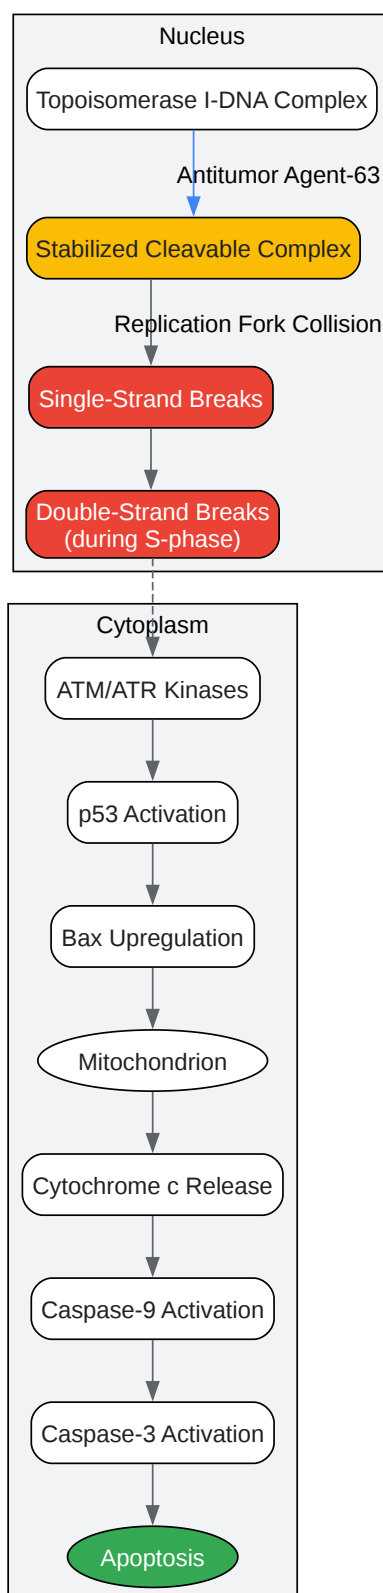 Nucleus
Topoisomerase I-DNA Complex
Antitumor Agent-63
Stabilized Cleavable Complex
Replication Fork Collision
Single-Strand Breaks
Double-Strand Breaks
(during S-phase)
Cytoplasm
ATM/ATR Kinases
p53 Activation
Bax Upregulation
Mitochondrion
Cytochrome c Release
Caspase-9 Activation
Caspase-3 Activation
Apoptosis